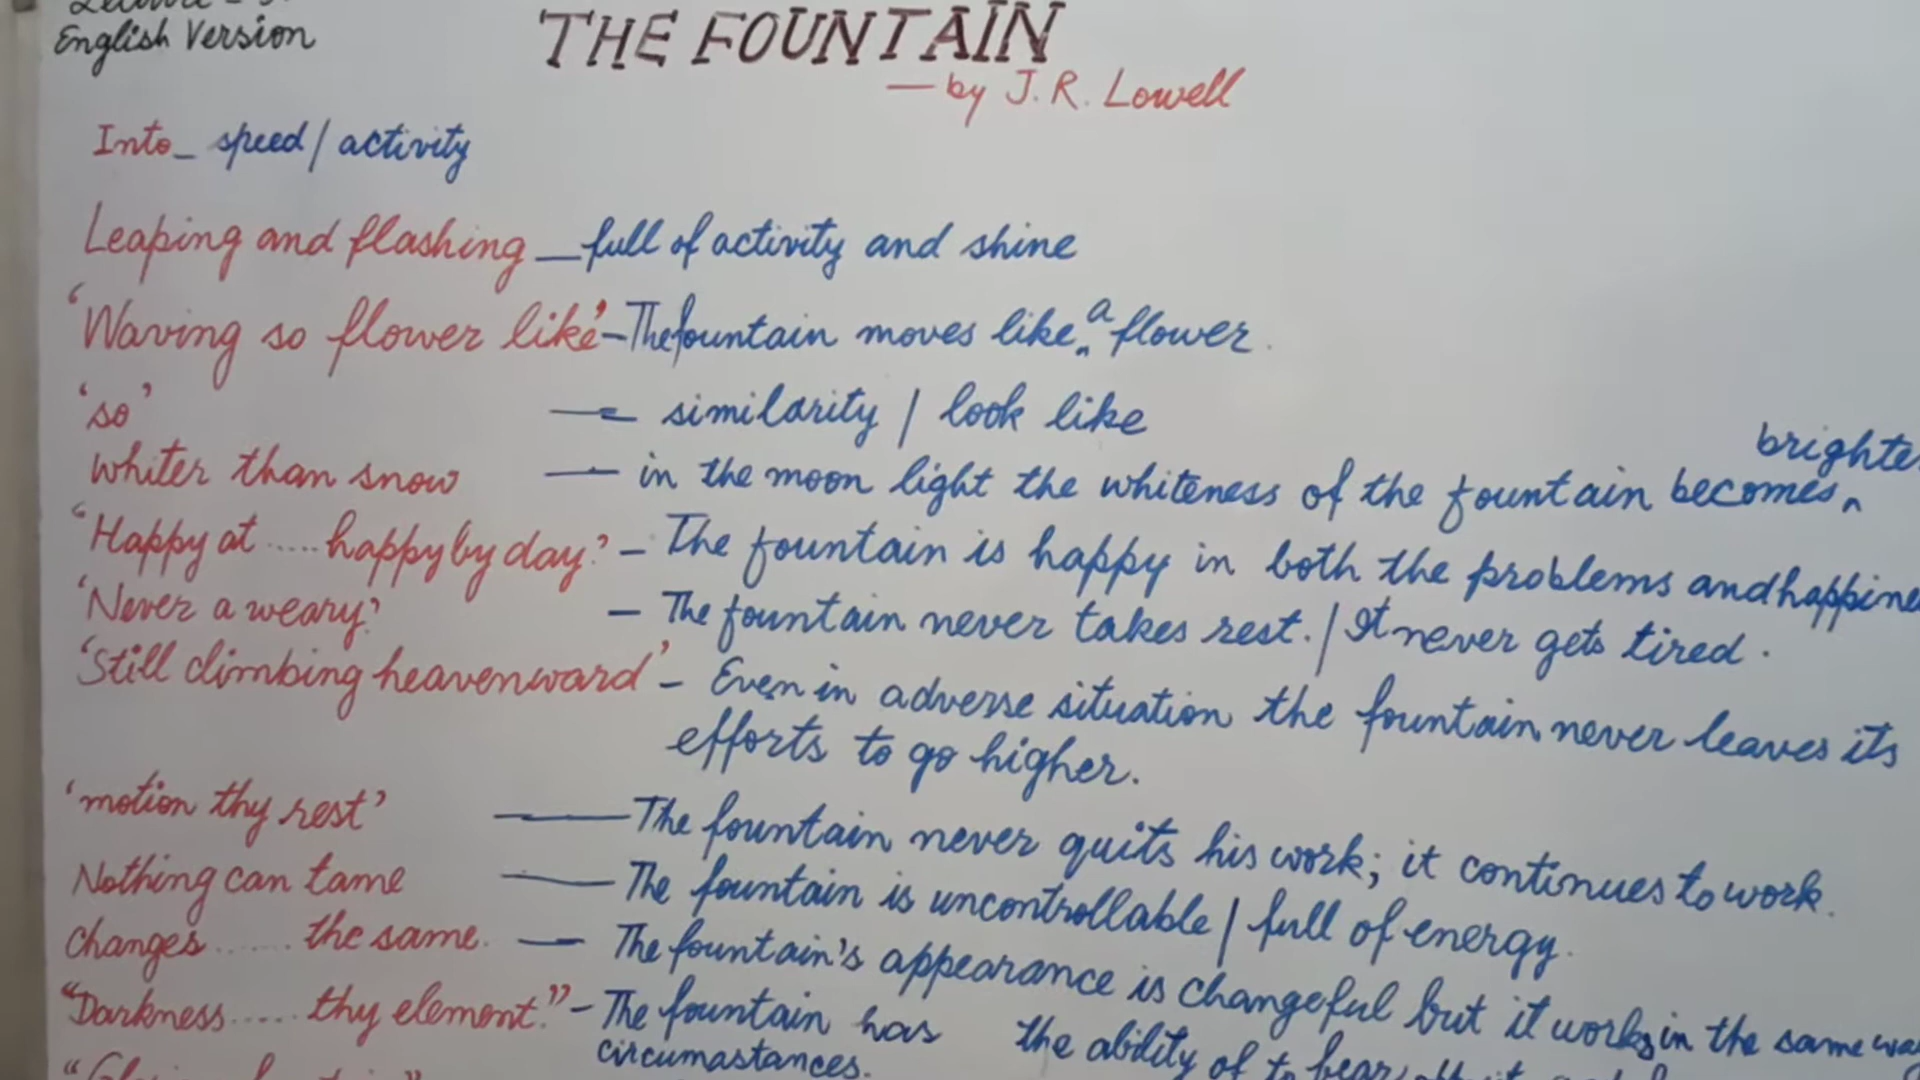 English Version
THE FOUNTAIN
— by J. R. Lowell
Into_ speed / activity
Leaping and flashing _ full of activity and shine
'Waving so flower like' - The fountain moves like a flower.
'so' — similarity / look like
whiter than snow — in the moon light the whiteness of the fountain becomes brighte
'Happy at ..... happy by day.' - The fountain is happy in both the problems and happine
'Never a weary' - The fountain never takes rest. / It never gets tired.
'Still climbing heavenward' - Even in adverse situation the fountain never leaves its
efforts to go higher.
'motion thy rest' — The fountain never quits his work; it continues to work.
Nothing can tame — The fountain is uncontrollable / full of energy.
Changes ...... the same. — The fountain's appearance is changeful but it works in the same wa
"Darkness ..... thy element." - The fountain has the ability of to bear
circumastances.